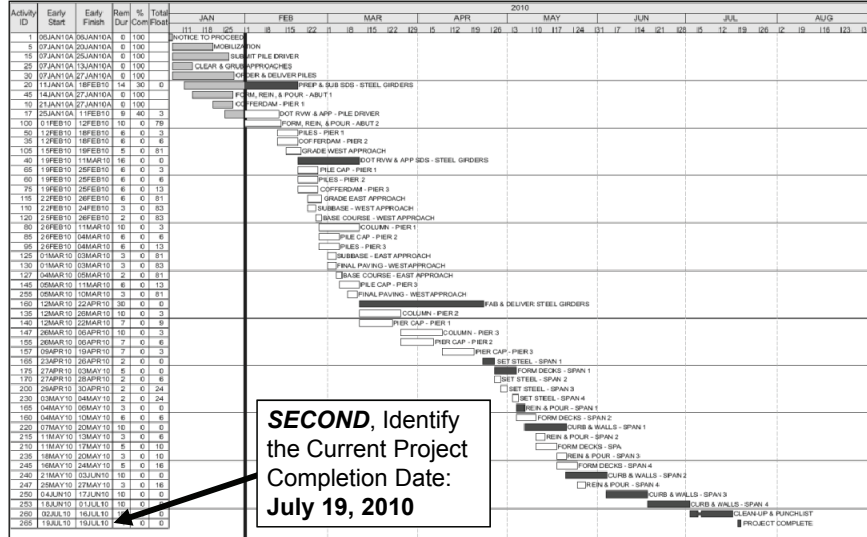 Activity ID Early Start Early Finish Rem Dur % Com Total Float 2010
JAN FEB MAR APR MAY JUN JUL AUG
1 06JAN10A 06JAN10A 0 100 NOTICE TO PROCEED
5 07JAN10A 20JAN10A 0 100 MOBILIZATION
15 07JAN10A 25JAN10A 0 100 SUBMIT PILE DRIVER
25 07JAN10A 13JAN10A 0 100 CLEAR & GRUB APPROACHES
30 07JAN10A 27JAN10A 0 100 ORDER & DELIVER PILES
20 11JAN10A 18FEB10 14 30 0 PREP & SUB SDS - STEEL GIRDERS
45 14JAN10A 27JAN10A 0 100 FORM, REIN, & POUR - ABUT 1
10 21JAN10A 27JAN10A 0 100 COFFERDAM - PIER 1
17 25JAN10A 11FEB10 9 40 3 DOT RVW & APP - PILE DRIVER
100 01FEB10 12FEB10 10 0 79 FORM, REIN, & POUR - ABUT 2
50 12FEB10 18FEB10 6 0 3 PILES - PIER 1
35 12FEB10 18FEB10 6 0 6 COFFERDAM - PIER 2
105 15FEB10 19FEB10 5 0 81 GRADE WEST APPROACH
40 19FEB10 11MAR10 16 0 0 DOT RVW & APP SDS - STEEL GIRDERS
65 19FEB10 25FEB10 6 0 3 PILE CAP - PIER 1
60 19FEB10 25FEB10 6 0 6 PILES - PIER 2
75 19FEB10 25FEB10 6 0 13 COFFERDAM - PIER 3
115 22FEB10 26FEB10 6 0 81 GRADE EAST APPROACH
110 22FEB10 24FEB10 3 0 83 SUBBASE - WEST APPROACH
120 25FEB10 26FEB10 2 0 83 BASE COURSE - WEST APPROACH
80 26FEB10 11MAR10 10 0 3 COLUMN - PIER 1
85 26FEB10 04MAR10 6 0 6 PILE CAP - PIER 2
95 26FEB10 04MAR10 6 0 13 PILES - PIER 3
125 01MAR10 03MAR10 3 0 81 SUBBASE - EAST APPROACH
130 01MAR10 03MAR10 3 0 83 FINAL PAVING - WEST APPROACH
127 04MAR10 05MAR10 2 0 81 BASE COURSE - EAST APPROACH
145 05MAR10 11MAR10 6 0 13 PILE CAP - PIER 3
255 08MAR10 10MAR10 3 0 81 FINAL PAVING - WEST APPROACH
160 12MAR10 22APR10 30 0 0 FAB & DELIVER STEEL GIRDERS
135 12MAR10 26MAR10 10 0 3 COLUMN - PIER 2
140 12MAR10 22MAR10 7 0 9 PIER CAP - PIER 1
147 26MAR10 06APR10 10 0 3 COLUMN - PIER 3
155 26MAR10 06APR10 7 0 6 PIER CAP - PIER 2
157 09APR10 19APR10 7 0 3 PIER CAP - PIER 3
165 23APR10 26APR10 2 0 0 SET STEEL - SPAN 1
175 27APR10 03MAY10 5 0 0 FORM DECKS - SPAN 1
170 27APR10 28APR10 2 0 6 SET STEEL - SPAN 2
200 29APR10 30APR10 2 0 24 SET STEEL - SPAN 3
230 03MAY10 04MAY10 2 0 24 SET STEEL - SPAN 4
165 04MAY10 06MAY10 3 0 0 REIN & POUR - SPAN 1
160 04MAY10 10MAY10 6 0 6 FORM DECKS - SPAN 2
220 07MAY10 20MAY10 10 0 0 CURB & WALLS - SPAN 1
215 11MAY10 13MAY10 3 0 6 REIN & POUR - SPAN 2
210 11MAY10 17MAY10 5 0 10 FORM DECKS - SPA
235 18MAY10 20MAY10 3 0 10 REIN & POUR - SPAN 3
245 18MAY10 24MAY10 5 0 16 FORM DECKS - SPAN 4
240 21MAY10 03JUN10 10 0 0 CURB & WALLS - SPAN 2
247 25MAY10 27MAY10 3 0 16 REIN & POUR - SPAN 4
250 04JUN10 17JUN10 10 0 0 CURB & WALLS - SPAN 3
253 18JUN10 01JUL10 10 0 0 CURB & WALLS - SPAN 4
260 02JUL10 16JUL10 0 0 CLEAN-UP & PUNCHLIST
265 19JUL10 19JUL10 0 0 PROJECT COMPLETE
SECOND, Identify
the Current Project
Completion Date:
July 19, 2010